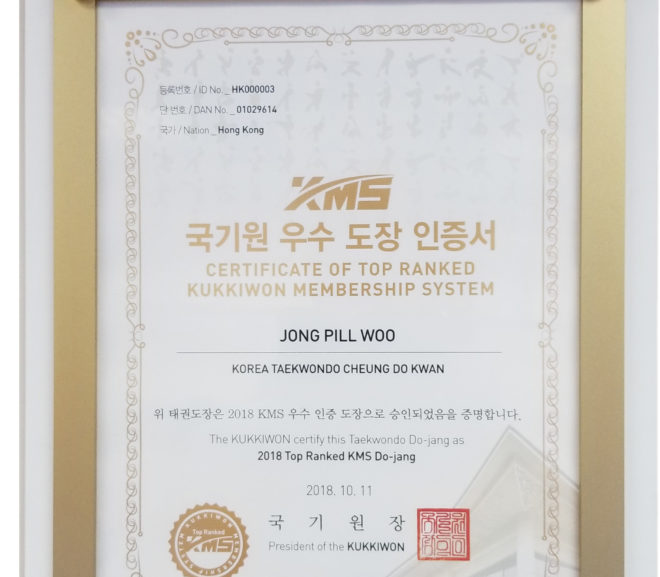 등록번호 / ID No. _ HK000003
단 번호 / DAN No. _ 01029614
국가 / Nation _ Hong Kong
KMS
국기원 우수 도장 인증서
CERTIFICATE OF TOP RANKED
KUKKIWON MEMBERSHIP SYSTEM
JONG PILL WOO
KOREA TAEKWONDO CHEUNG DO KWAN
위 태권도장은 2018 KMS 우수 인증 도장으로 승인되었음을 증명합니다.
The KUKKIWON certify this Taekwondo Do-jang as
2018 Top Ranked KMS Do-jang
2018. 10. 11
국 기 원 장
President of the KUKKIWON
KUKKIWON MEMBERSHIP SYSTEM
Top Ranked
KMS